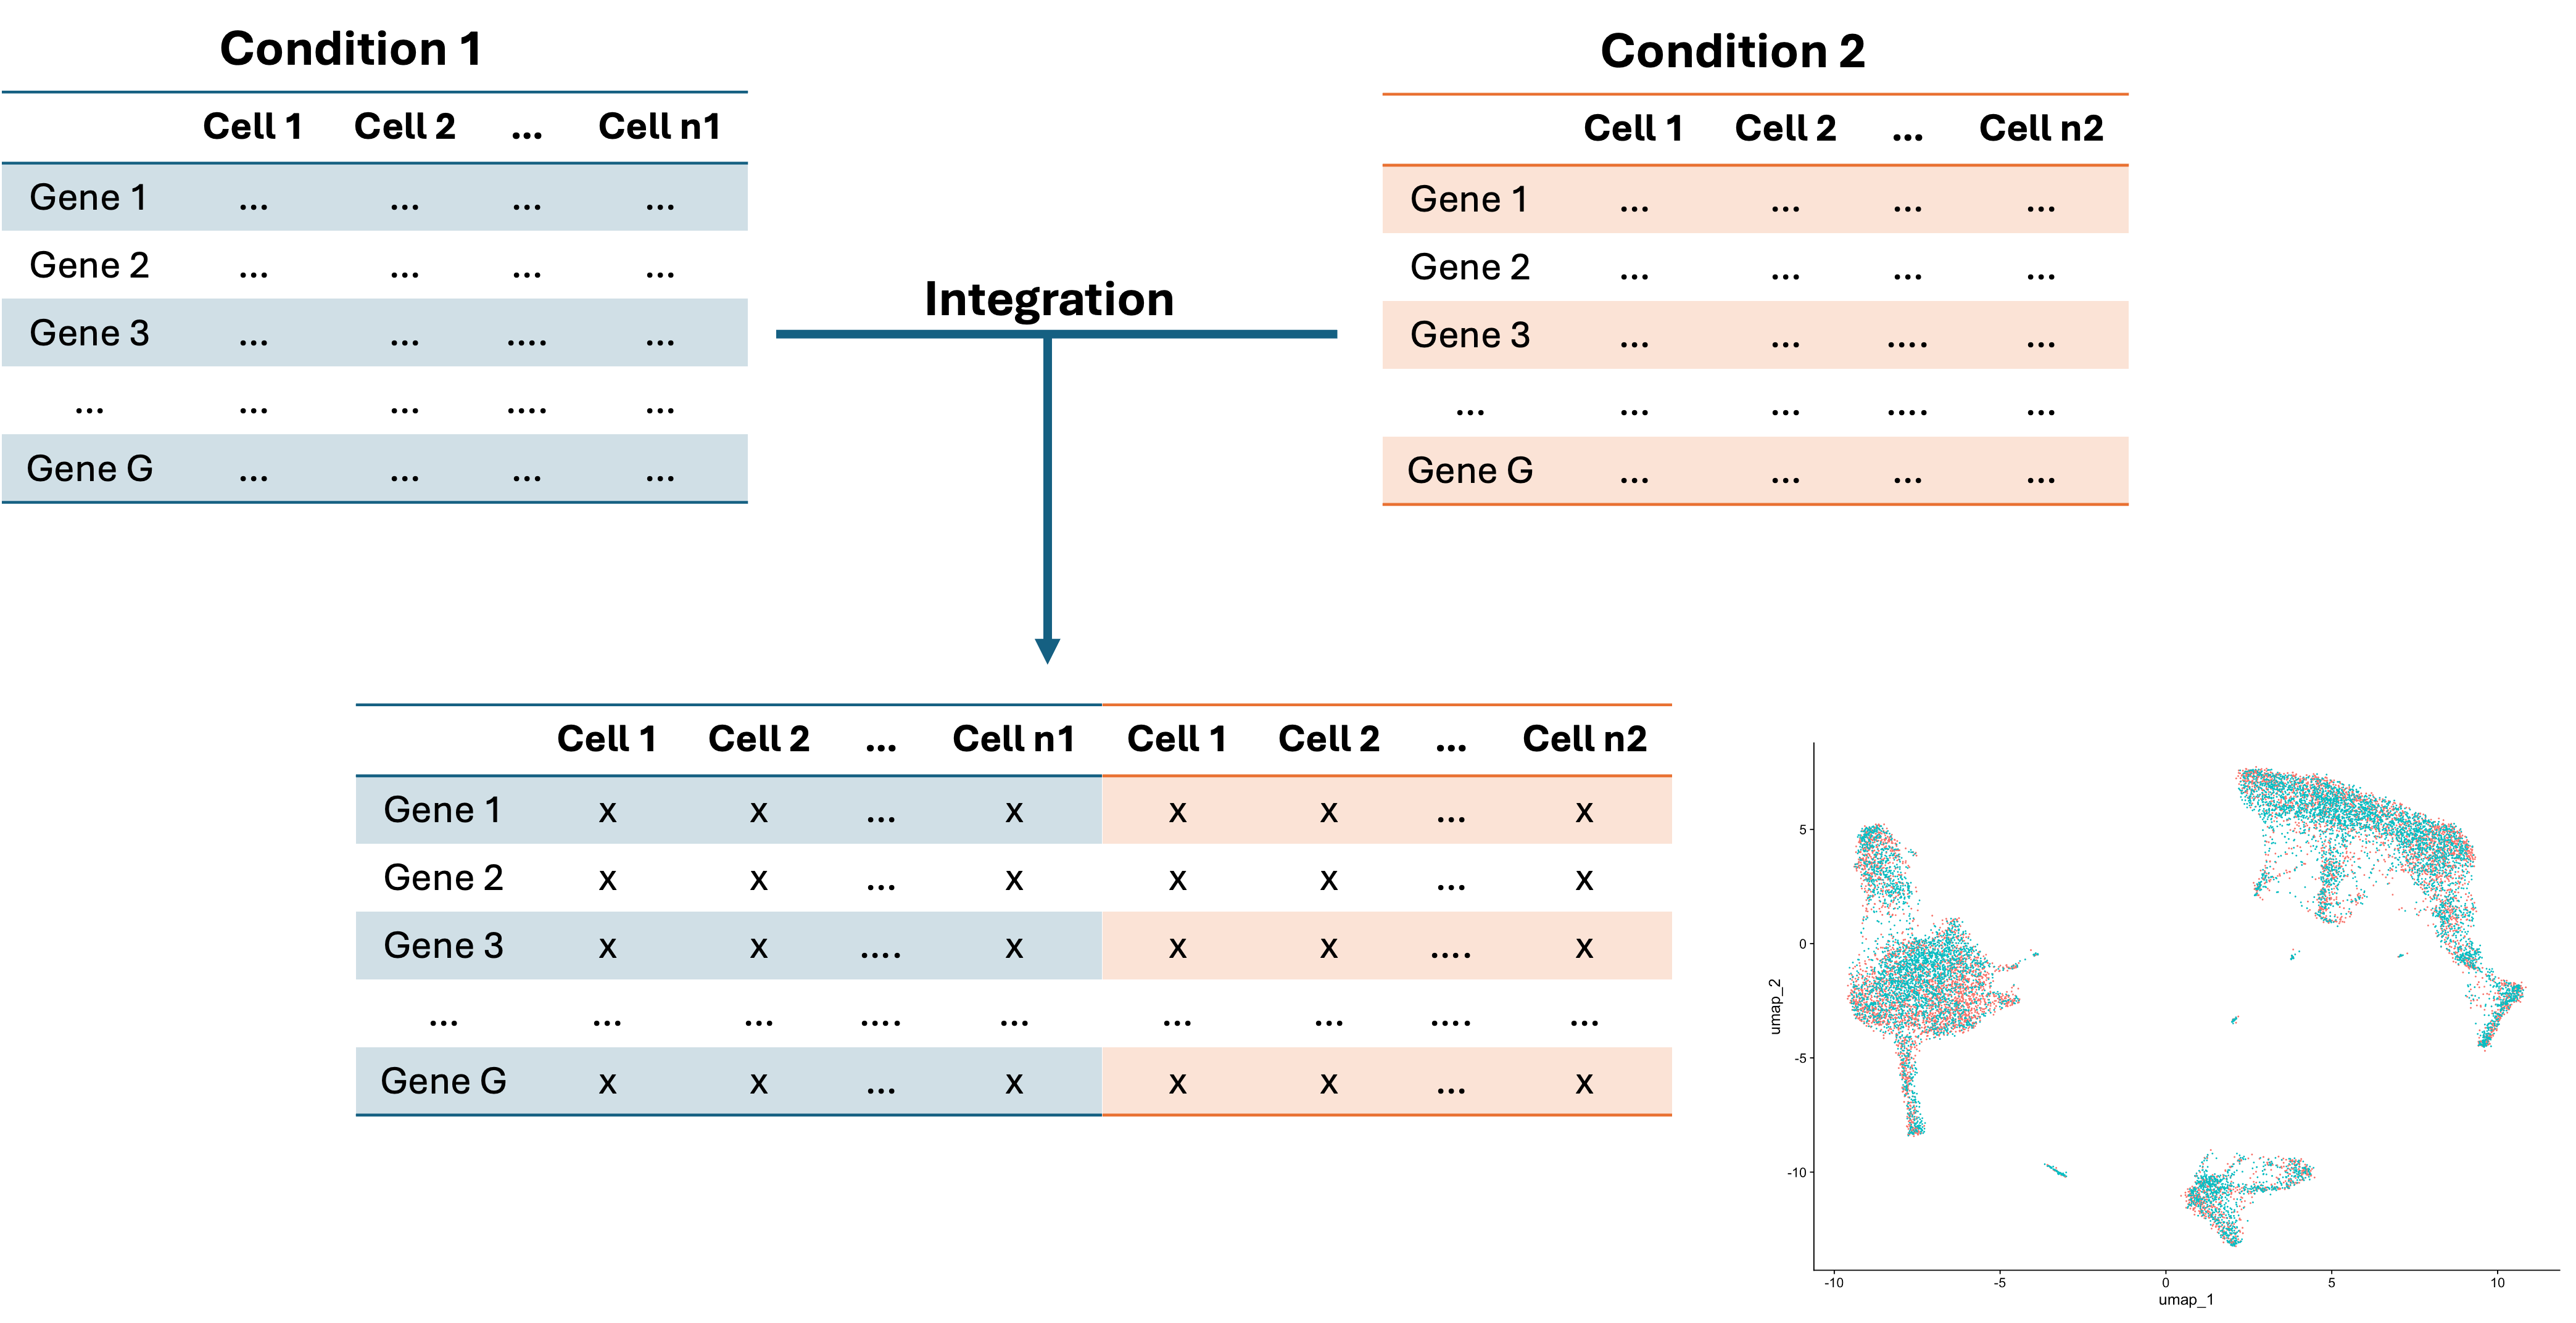 Condition 1
Cell 1 Cell 2 ... Cell n1
Gene 1 ... ... ... ...
Gene 2 ... ... ... ...
Gene 3 ... ... .... ...
... ... ... .... ...
Gene G ... ... ... ...
Condition 2
Cell 1 Cell 2 ... Cell n2
Gene 1 ... ... ... ...
Gene 2 ... ... ... ...
Gene 3 ... ... .... ...
... ... ... .... ...
Gene G ... ... ... ...
Integration
Cell 1 Cell 2 ... Cell n1 Cell 1 Cell 2 ... Cell n2
Gene 1 x x ... x x x ... x
Gene 2 x x ... x x x ... x
Gene 3 x x .... x x x .... x
... ... ... .... ... ... ... .... ...
Gene G x x ... x x x ... x
umap_2
5
0
-5
-10
-10 -5 0 5 10
umap_1